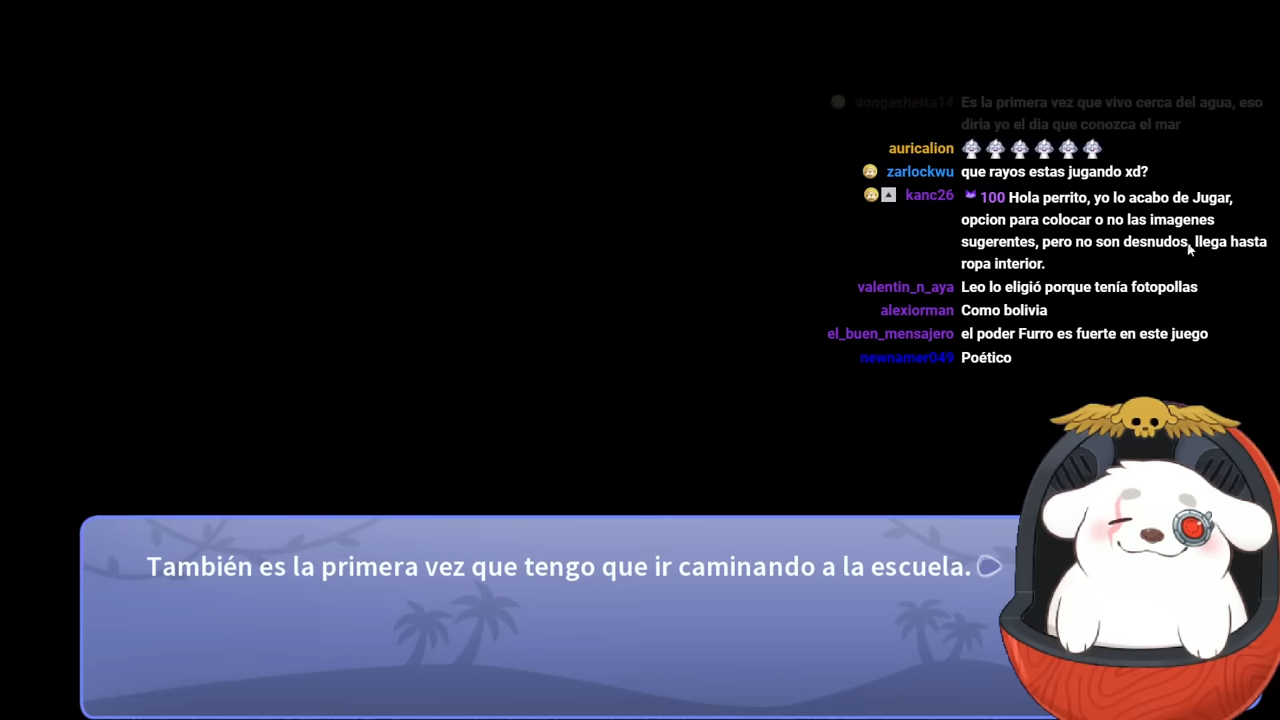 dongashetta14 Es la primera vez que vivo cerca del agua, eso
diria yo el dia que conozca el mar
auricalion
zarlockwu que rayos estas jugando xd?
kanc26 100 Hola perrito, yo lo acabo de Jugar,
opcion para colocar o no las imagenes
sugerentes, pero no son desnudos, llega hasta
ropa interior.
valentin_n_aya Leo lo eligió porque tenía fotopollas
alexiorman Como bolivia
el_buen_mensajero el poder Furro es fuerte en este juego
newnamer049 Poético
También es la primera vez que tengo que ir caminando a la escuela.